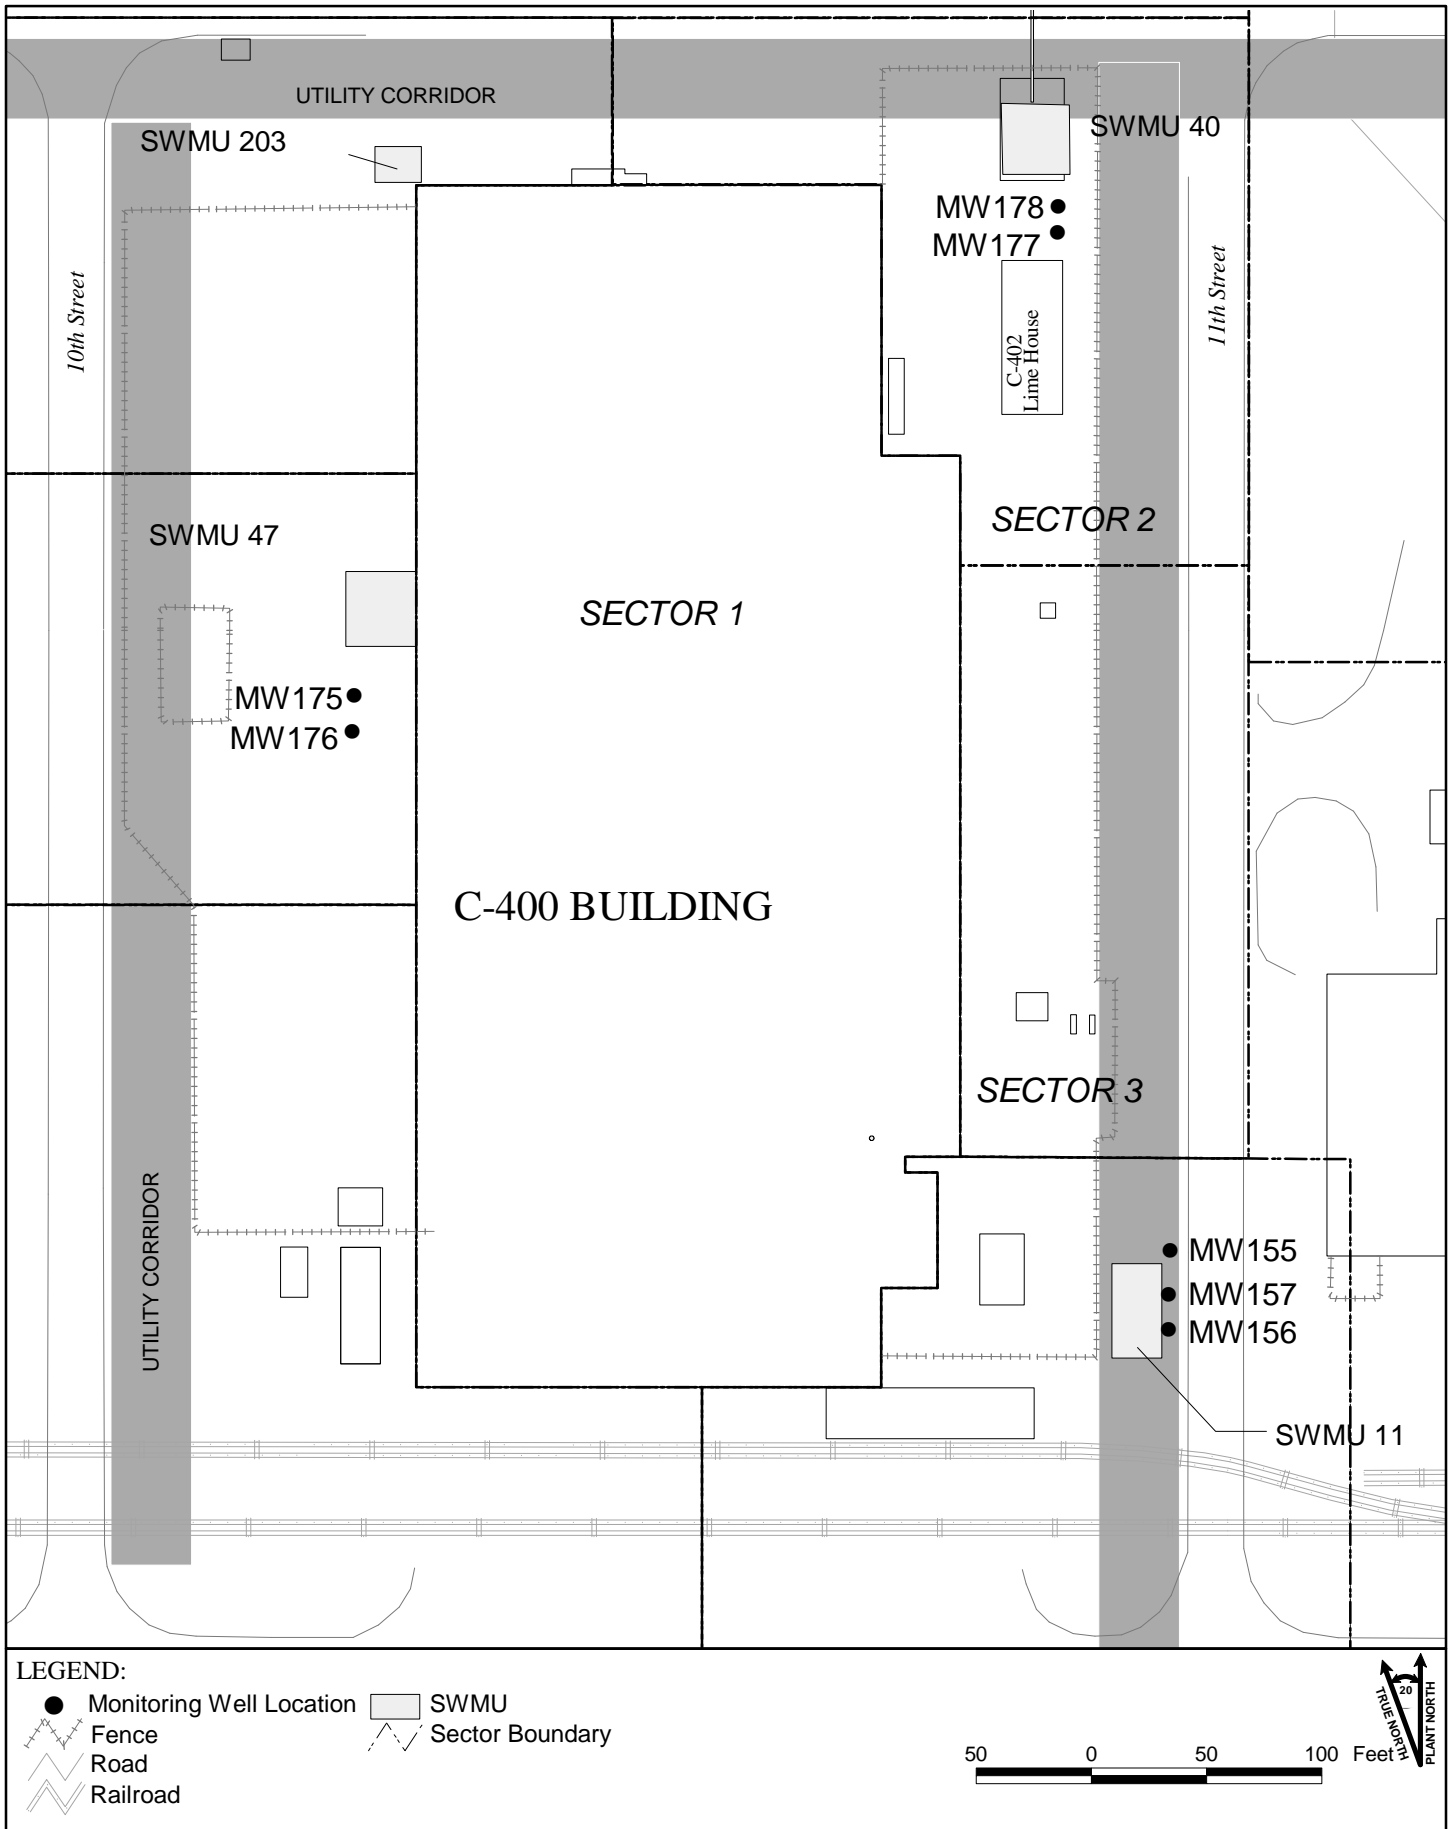 UTILITY CORRIDOR
SWMU 203
SWMU 40
MW178
MW177
10th Street
11th Street
C-402
Lime House
SECTOR 2
SWMU 47
SECTOR 1
MW175
MW176
C-400 BUILDING
SECTOR 3
UTILITY CORRIDOR
MW155
MW157
MW156
SWMU 11
LEGEND:
Monitoring Well Location
SWMU
Fence
Sector Boundary
Road
Railroad
50 0 50 100 Feet
TRUE NORTH
20
PLANT NORTH